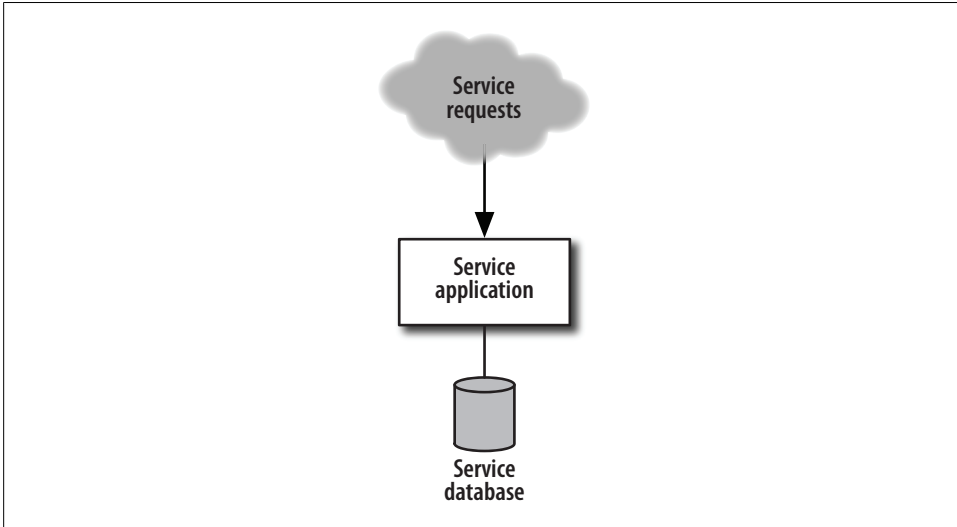 Service
requests
Service
application
Service
database